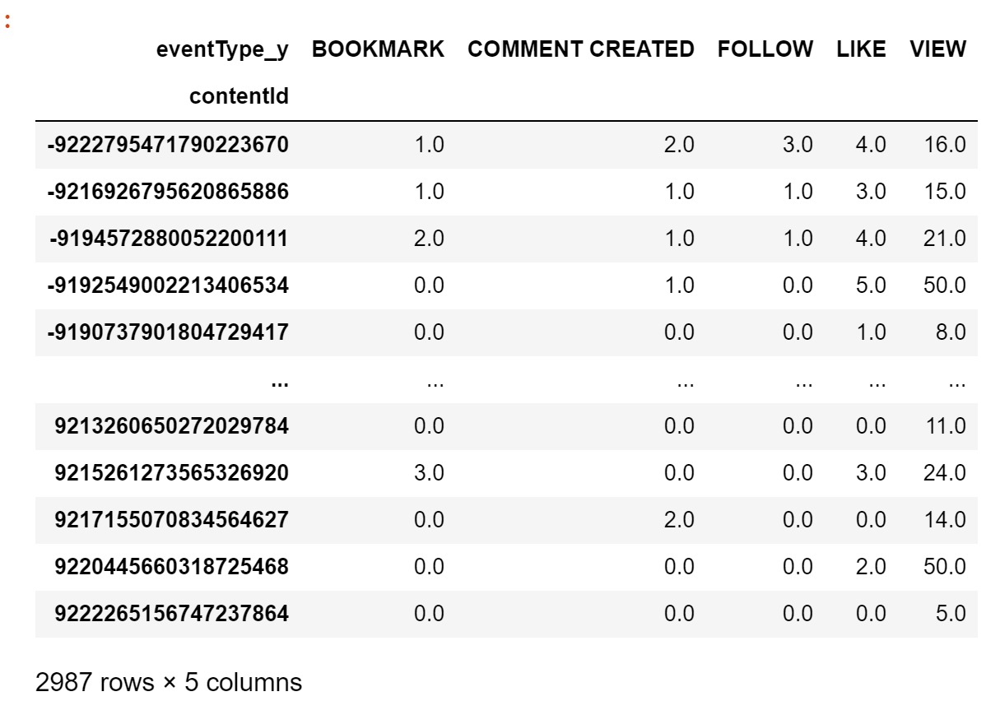 :
eventType_y BOOKMARK COMMENT CREATED FOLLOW LIKE VIEW
contentId
-9222795471790223670 1.0 2.0 3.0 4.0 16.0
-9216926795620865886 1.0 1.0 1.0 3.0 15.0
-9194572880052200111 2.0 1.0 1.0 4.0 21.0
-9192549002213406534 0.0 1.0 0.0 5.0 50.0
-9190737901804729417 0.0 0.0 0.0 1.0 8.0
... ... ... ... ... ...
9213260650272029784 0.0 0.0 0.0 0.0 11.0
9215261273565326920 3.0 0.0 0.0 3.0 24.0
9217155070834564627 0.0 2.0 0.0 0.0 14.0
9220445660318725468 0.0 0.0 0.0 2.0 50.0
9222265156747237864 0.0 0.0 0.0 0.0 5.0
2987 rows × 5 columns